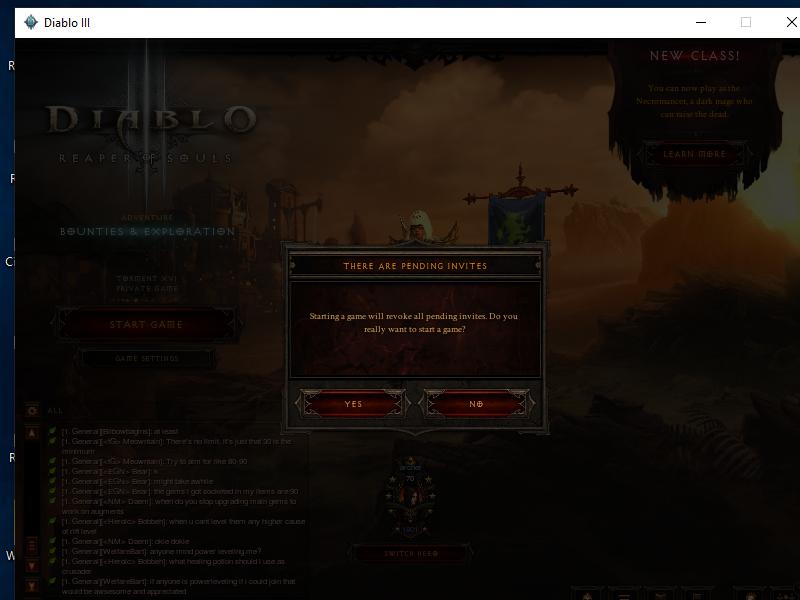 Diablo III
DIABLO
REAPER OF SOULS
NEW CLASS!
You can now play as the
Necromancer, a dark mage who
can raise the dead.
LEARN MORE
ADVENTURE
BOUNTIES & EXPLORATION
TORMENT XVI
PRIVATE GAME
START GAME
GAME SETTINGS
THERE ARE PENDING INVITES
Starting a game will revoke all pending invites. Do you
really want to start a game?
YES
NO
ALL
[1. General][Bilbowbagins]: at least
[1. General][<tG> Meowntain]: There's no limit, it's just that 30 is the
minimum
[1. General][<tG> Meowntain]: Try to aim for like 80-90
[1. General][<EGN> Bear]: k
[1. General][<EGN> Bear]: might take awhile
[1. General][<EGN> Bear]: the gems i got socketed in my items are90
[1. General][<NM> Daem]: when do you stop upgrading main gems to
work on augments
[1. General][<Heroic> Bobbeh]: when u cant level them any higher cause
at rift level
[1. General][<NM> Daem]: okie dokie
[1. General][WelfareBart]: anyone mind power leveling me?
[1. General][<Heroic> Bobbeh]: what healing potion should i use as
crusader
[1. General][WelfareBart]: if anyone is powerleveling if i could join that
would be awsesome and appreciated
archer
70
SWITCH HERO
R
R
Ci
R
W